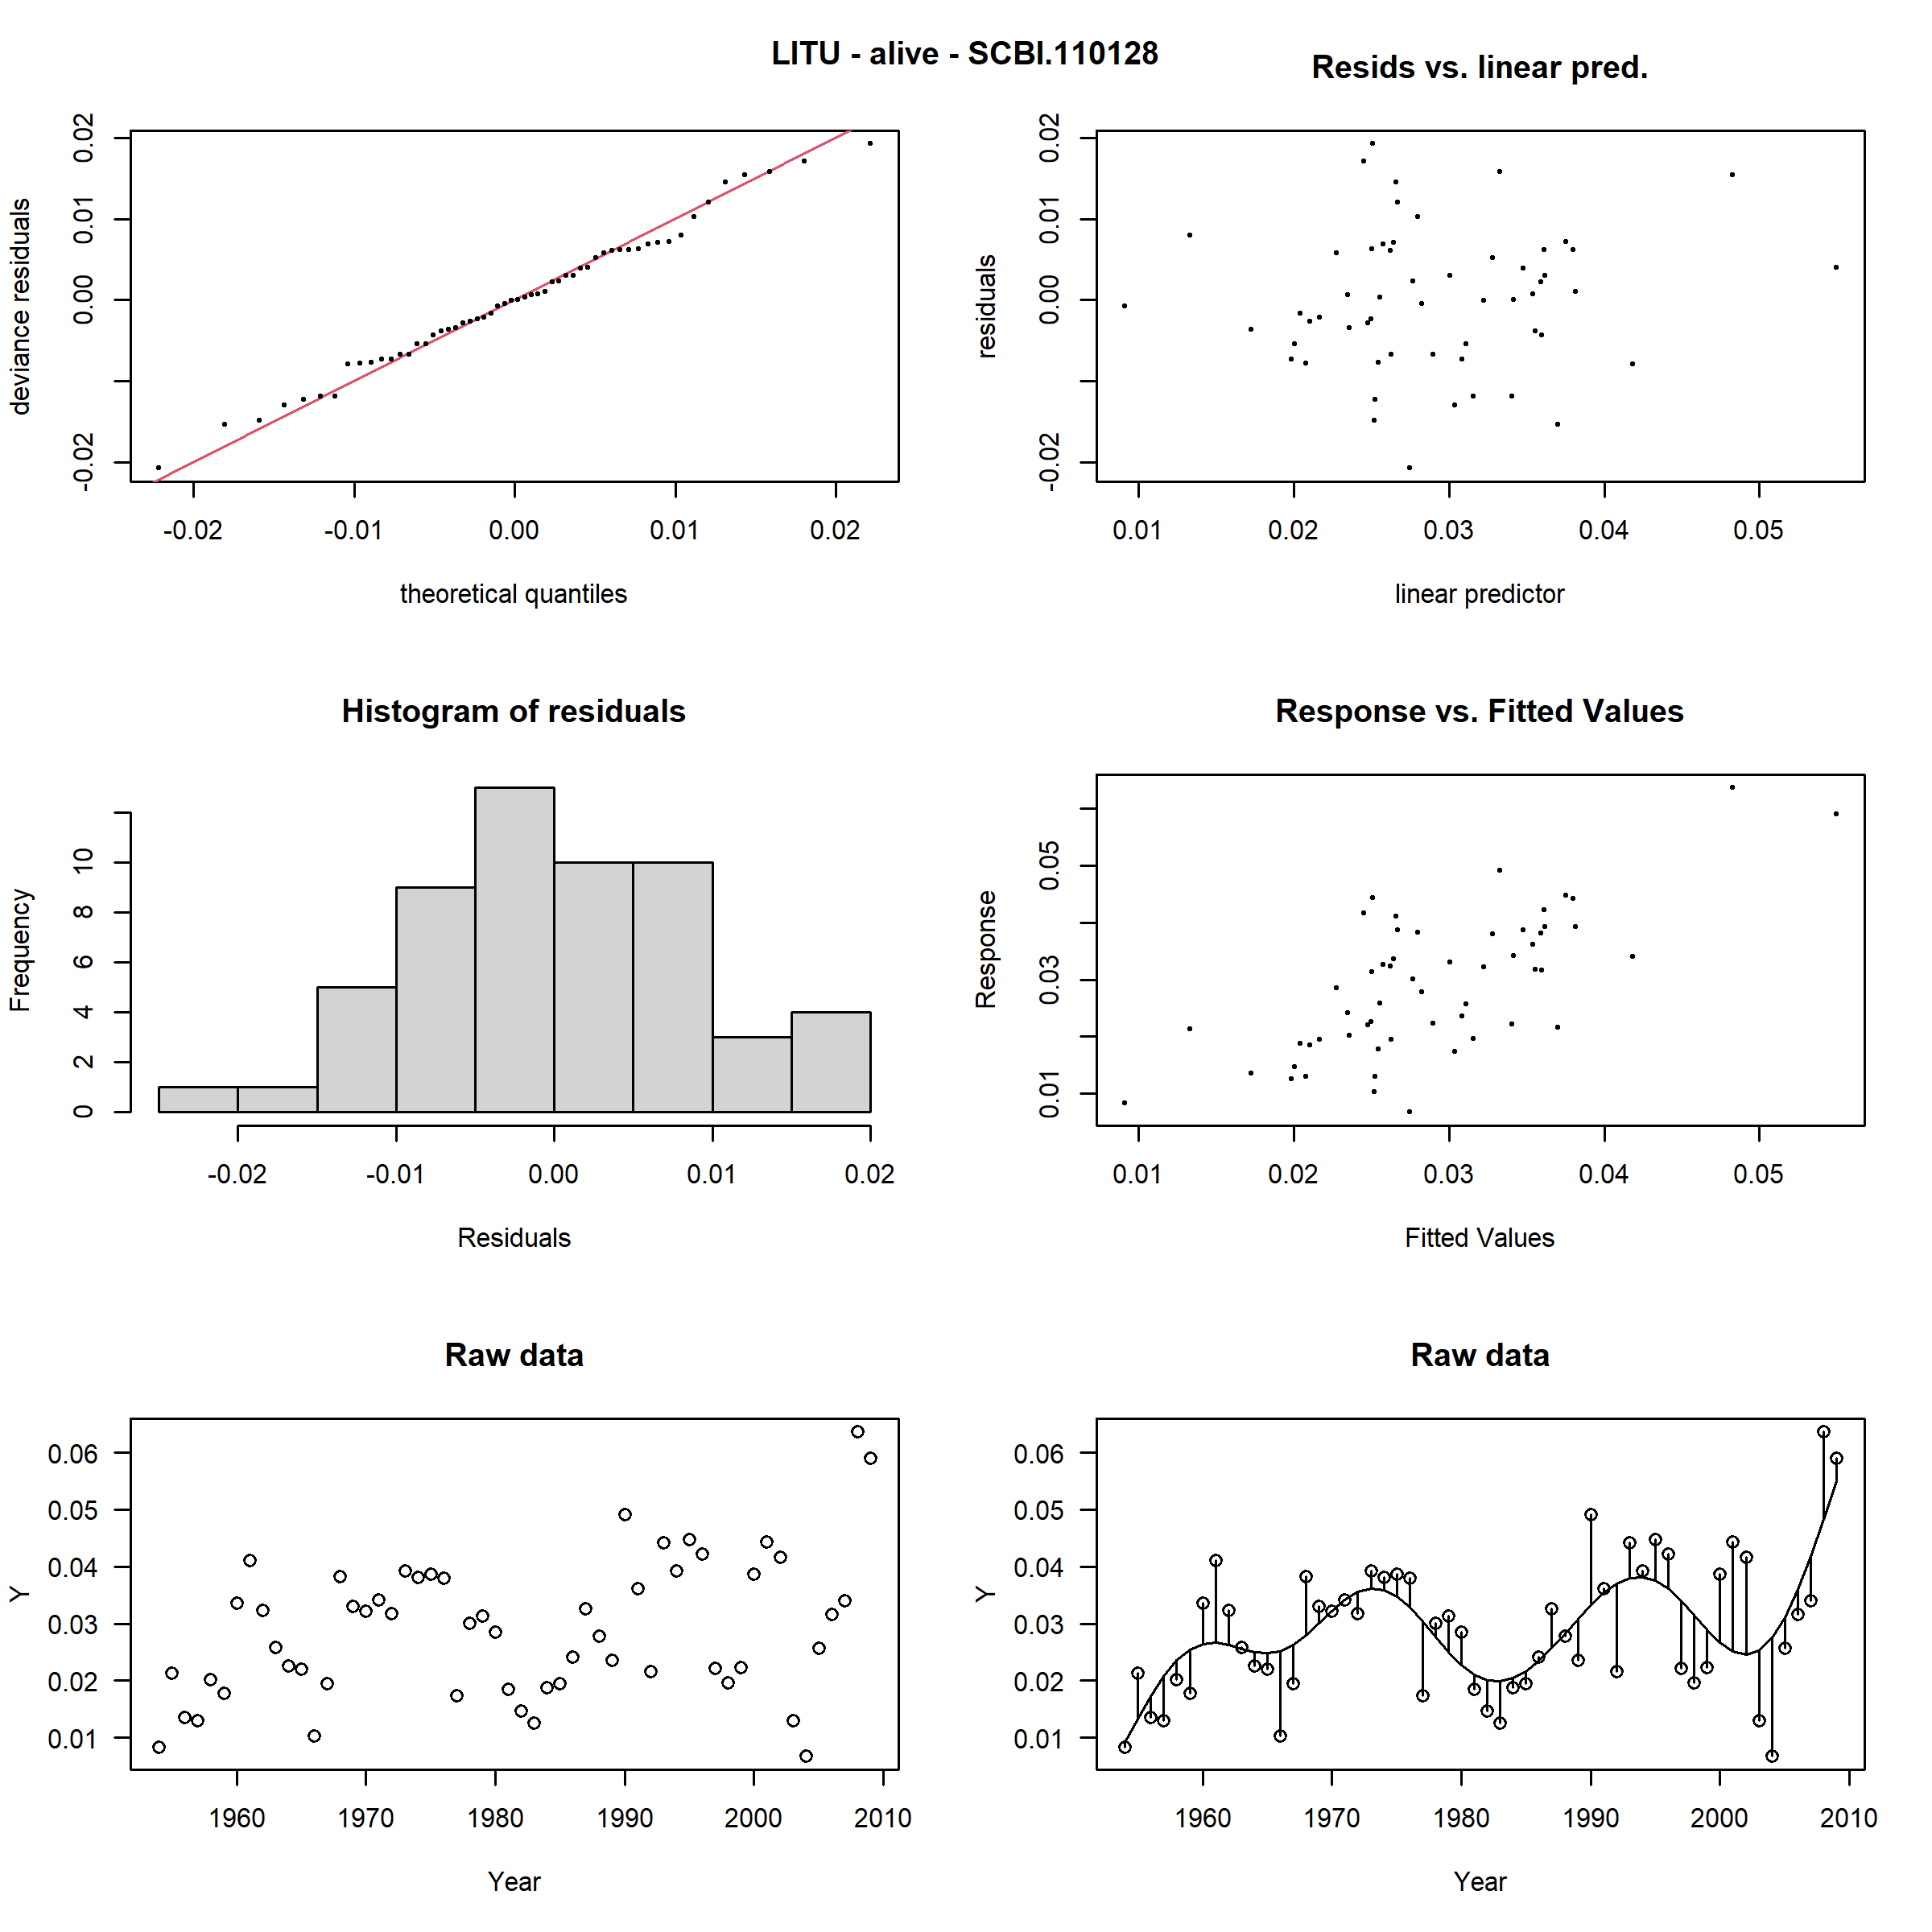 LITU - alive - SCBI.110128
Resids vs. linear pred.
deviance residuals
-0.02 0.00 0.01 0.02
-0.02 -0.01 0.00 0.01 0.02
theoretical quantiles
residuals
-0.02 0.00 0.01 0.02
0.01 0.02 0.03 0.04 0.05
linear predictor
Histogram of residuals
Frequency
0 2 4 6 8 10
-0.02 -0.01 0.00 0.01 0.02
Residuals
Response vs. Fitted Values
Response
0.01 0.03 0.05
0.01 0.02 0.03 0.04 0.05
Fitted Values
Raw data
Y
0.06
0.05
0.04
0.03
0.02
0.01
1960 1970 1980 1990 2000 2010
Year
Raw data
Y
0.06
0.05
0.04
0.03
0.02
0.01
1960 1970 1980 1990 2000 2010
Year